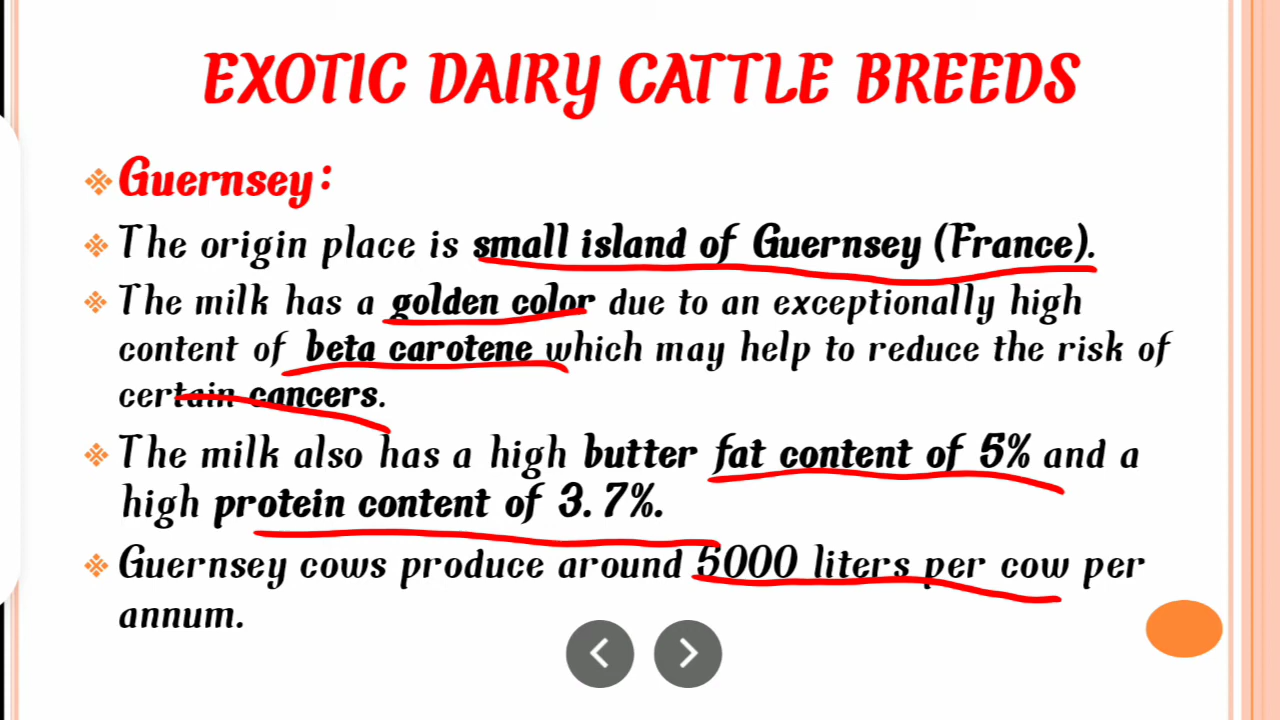 EXOTIC DAIRY CATTLE BREEDS
Guernsey:
The origin place is small island of Guernsey (France).
The milk has a golden color due to an exceptionally high
content of beta carotene which may help to reduce the risk of
certain cancers.
The milk also has a high butter fat content of 5% and a
high protein content of 3.7%.
Guernsey cows produce around 5000 liters per cow per
annum.